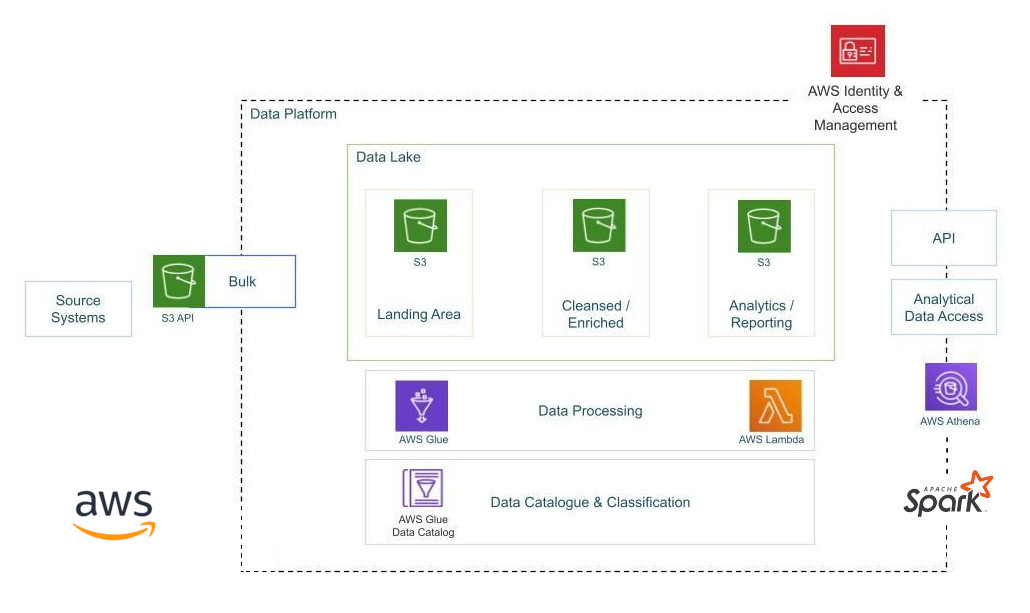 AWS Identity &
Access
Management
Data Platform
Data Lake
S3
Landing Area
S3
Cleansed /
Enriched
S3
Analytics /
Reporting
API
Analytical
Data Access
Bulk
S3 API
Source
Systems
AWS Glue
Data Processing
AWS Lambda
AWS Athena
AWS Glue
Data Catalog
Data Catalogue & Classification
aws
APACHE
Spark